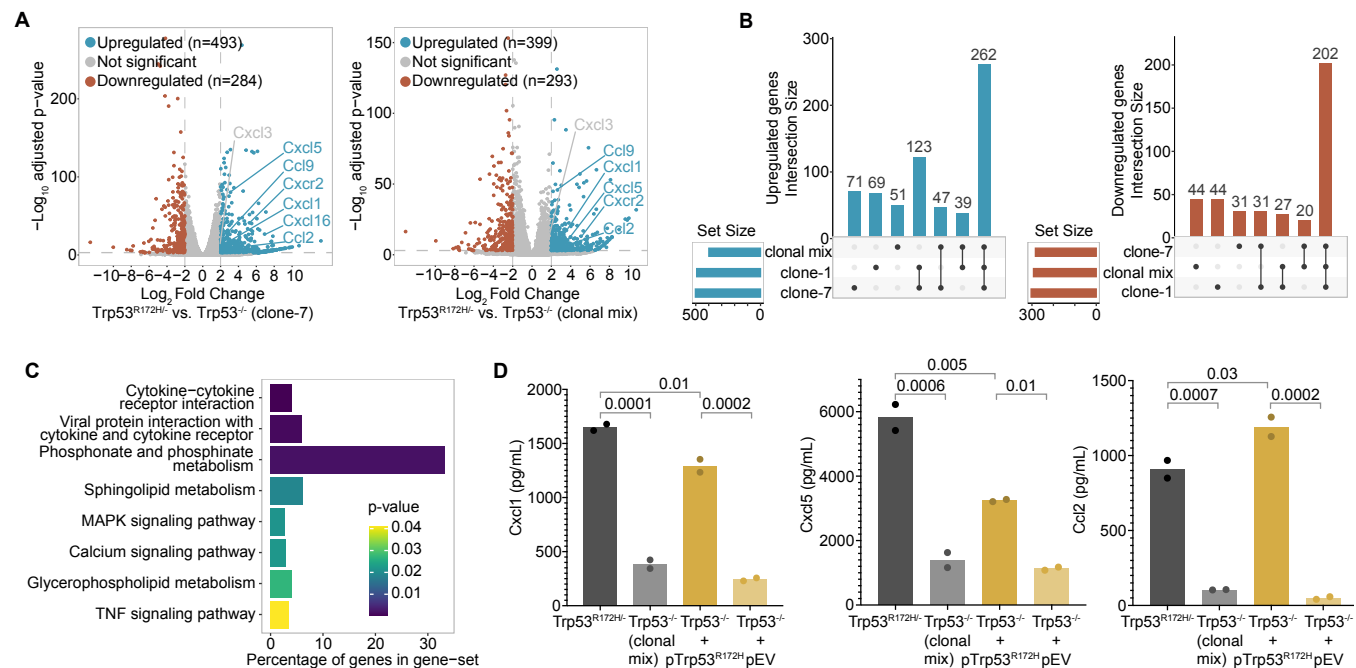 A
Upregulated (n=493)
Not significant
Downregulated (n=284)
−Log10 adjusted p−value
200
100
0
Cxcl3
Cxcl5
Ccl9
Cxcr2
Cxcl1
Cxcl16
Ccl2
−10 −8 −6 −4 −2 0 2 4 6 8 10
Log2 Fold Change
Trp53R172H/- vs. Trp53-/- (clone-7)
Upregulated (n=399)
Not significant
Downregulated (n=293)
−Log10 adjusted p−value
150
100
50
0
Cxcl3
Ccl9
Cxcl1
Cxcl5
Cxcr2
Ccl2
−10 −8 −6 −4 −2 0 2 4 6 8 10
Log2 Fold Change
Trp53R172H/- vs. Trp53-/- (clonal mix)
B
Upregulated genes
Intersection Size
300
200
100
0
71 69 51 123 47 39 262
Set Size
clonal mix
clone-1
clone-7
500 0
Downregulated genes
Intersection Size
200
150
100
50
0
44 44 31 31 27 20 202
Set Size
clone-7
clonal mix
clone-1
300 0
C
Cytokine−cytokine
receptor interaction
Viral protein interaction with
cytokine and cytokine receptor
Phosphonate and phosphinate
metabolism
Sphingolipid metabolism
MAPK signaling pathway
Calcium signaling pathway
Glycerophospholipid metabolism
TNF signaling pathway
p-value
0.04
0.03
0.02
0.01
0 10 20 30
Percentage of genes in gene-set
D
Cxcl1 (pg/mL)
2000
1500
1000
500
0
0.01
0.0001 0.0002
Trp53R172H/- Trp53-/- Trp53-/- Trp53-/-
(clonal + +
mix) pTrp53R172H pEV
Cxcl5 (pg/mL)
6000
4000
2000
0
0.005
0.0006 0.01
Trp53R172H/- Trp53-/- Trp53-/- Trp53-/-
(clonal + +
mix) pTrp53R172H pEV
Ccl2 (pg/mL)
1500
1000
500
0
0.03
0.0007 0.0002
Trp53R172H/- Trp53-/- Trp53-/- Trp53-/-
(clonal + +
mix) pTrp53R172H pEV